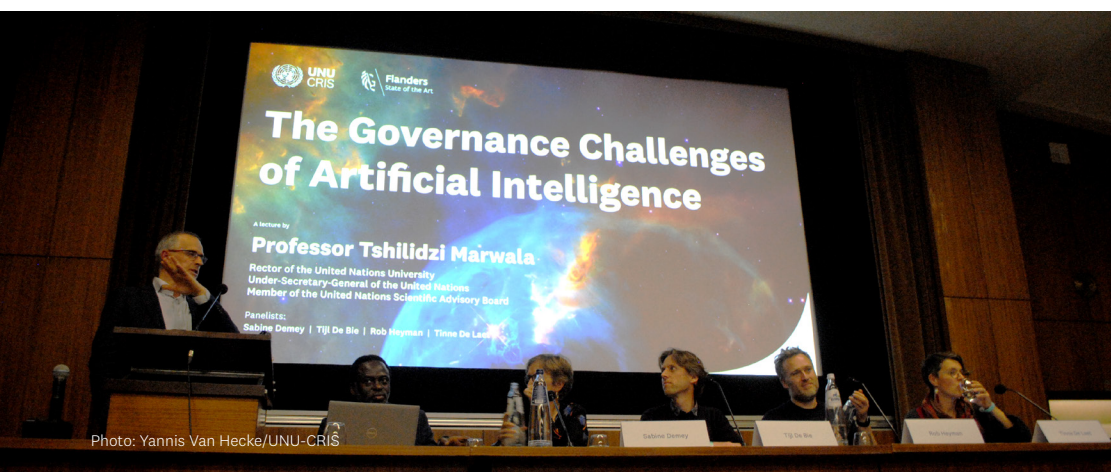 UNU
CRIS
Flanders
State of the Art
The Governance Challenges
of Artificial Intelligence
A lecture by
Professor Tshilidzi Marwala
Rector of the United Nations University
Under-Secretary-General of the United Nations
Member of the United Nations Scientific Advisory Board
Panelists:
Sabine Demey | Tijl De Bie | Rob Heyman | Tinne De
Sabine Demey
Tijl De Bie
Rob Heyman
Photo: Yannis Van Hecke/UNU-CRIS